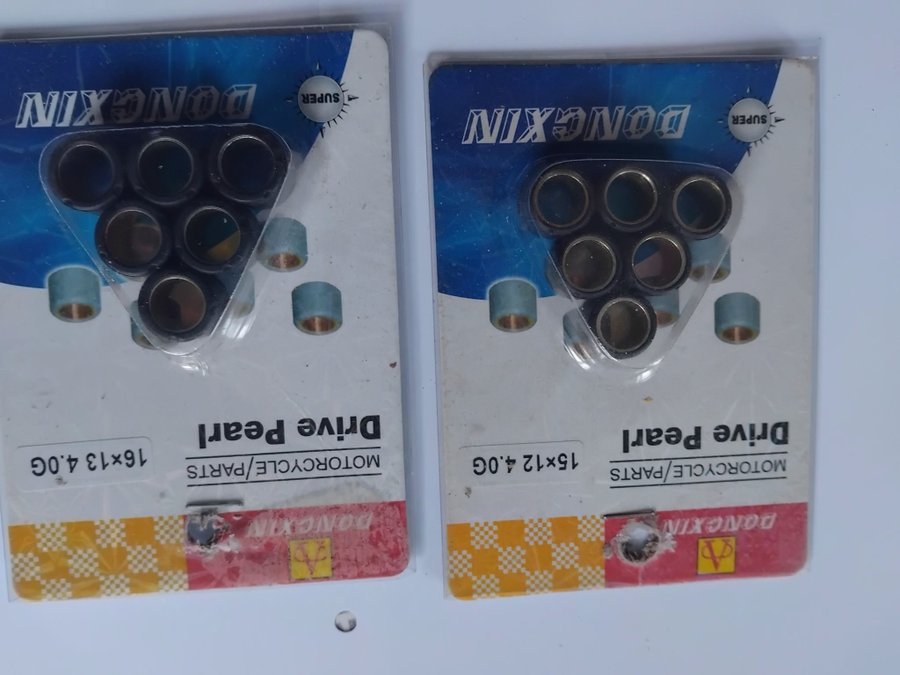 DONGXIN
Drive Pearl
MOTORCYCLE/PARTS
15×12 4.0G
DONGXIN
SUPER
DONGXIN
Drive Pearl
MOTORCYCLE/PARTS
16×13 4.0G
DONGXIN
SUPER